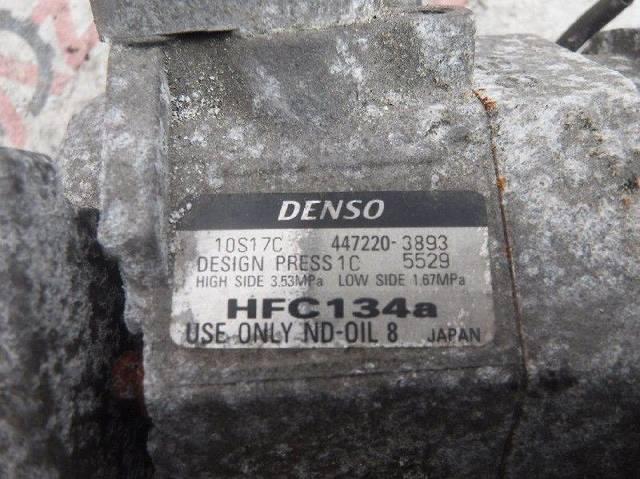 DENSO
10S17C 447220-3893
DESIGN PRESS 1C 5529
HIGH SIDE 3.53MPa LOW SIDE 1.67MPa
HFC134a
USE ONLY ND-OIL 8 JAPAN